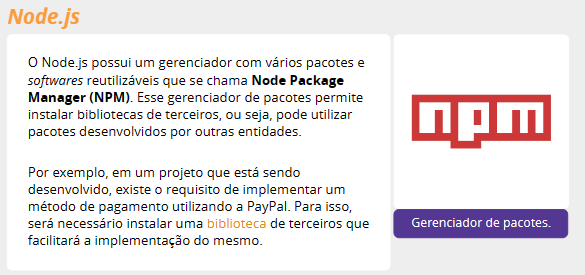 Node.js
O Node.js possui um gerenciador com vários pacotes e
softwares reutilizáveis que se chama Node Package
Manager (NPM). Esse gerenciador de pacotes permite
instalar bibliotecas de terceiros, ou seja, pode utilizar
pacotes desenvolvidos por outras entidades.
Por exemplo, em um projeto que está sendo
desenvolvido, existe o requisito de implementar um
método de pagamento utilizando a PayPal. Para isso,
será necessário instalar uma biblioteca de terceiros que
facilitará a implementação do mesmo.
npm
Gerenciador de pacotes.